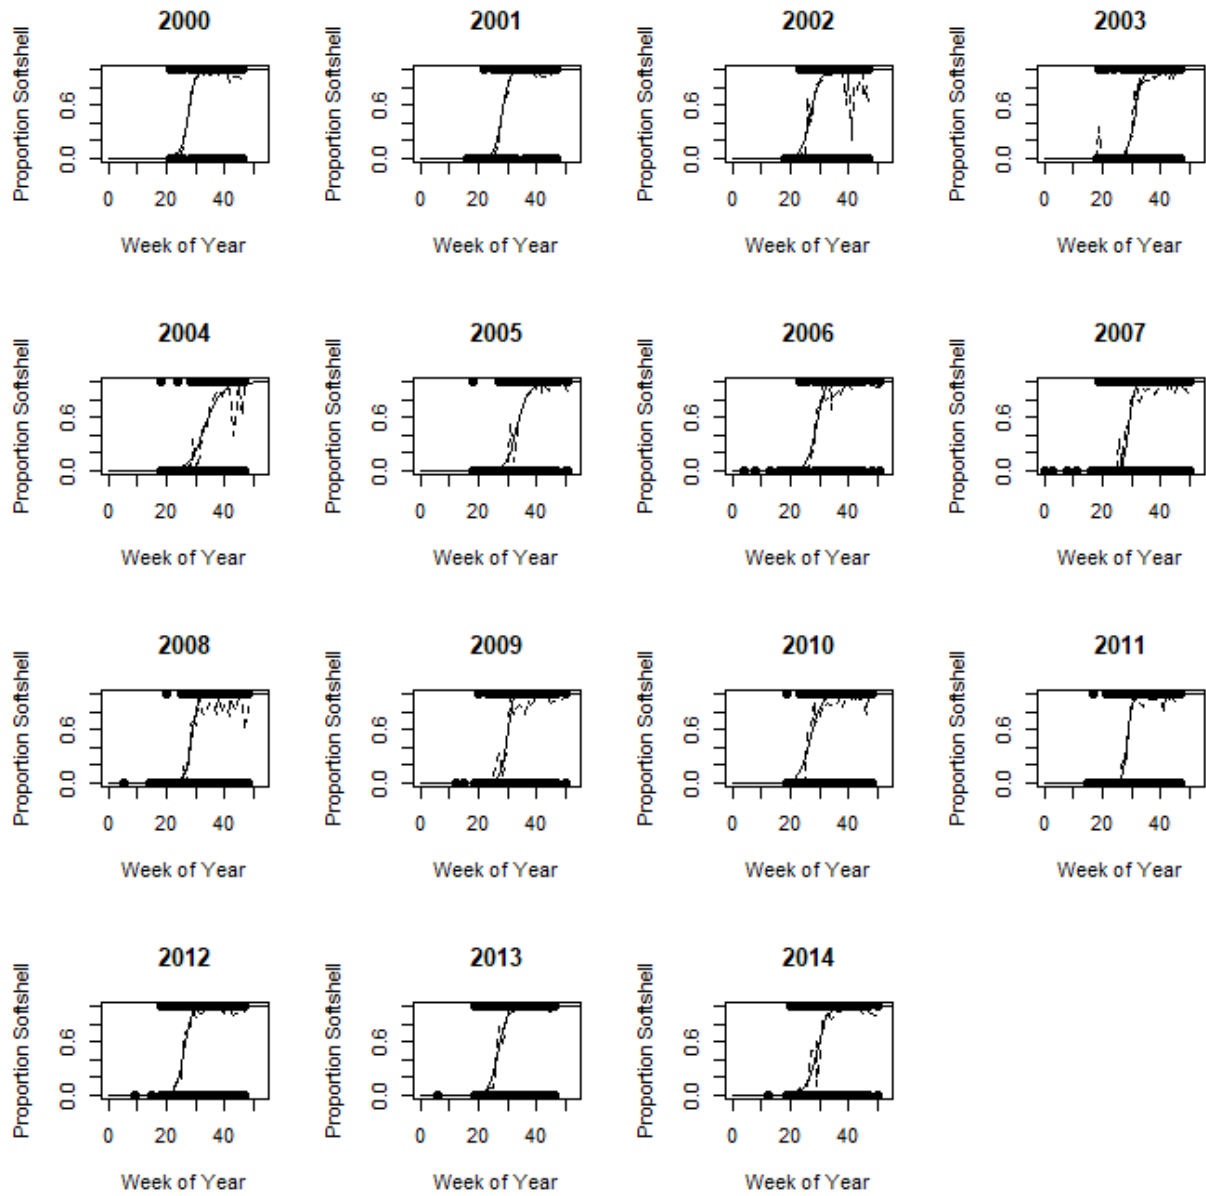 2000 2001 2002 2003
Proportion Softshell Proportion Softshell Proportion Softshell Proportion Softshell
0.6 0.6 0.6 0.6
0.0 0.0 0.0 0.0
0 20 40 0 20 40 0 20 40 0 20 40
Week of Year Week of Year Week of Year Week of Year
2004 2005 2006 2007
Proportion Softshell Proportion Softshell Proportion Softshell Proportion Softshell
0.6 0.6 0.6 0.6
0.0 0.0 0.0 0.0
0 20 40 0 20 40 0 20 40 0 20 40
Week of Year Week of Year Week of Year Week of Year
2008 2009 2010 2011
Proportion Softshell Proportion Softshell Proportion Softshell Proportion Softshell
0.6 0.6 0.6 0.6
0.0 0.0 0.0 0.0
0 20 40 0 20 40 0 20 40 0 20 40
Week of Year Week of Year Week of Year Week of Year
2012 2013 2014
Proportion Softshell Proportion Softshell Proportion Softshell
0.6 0.6 0.6
0.0 0.0 0.0
0 20 40 0 20 40 0 20 40
Week of Year Week of Year Week of Year